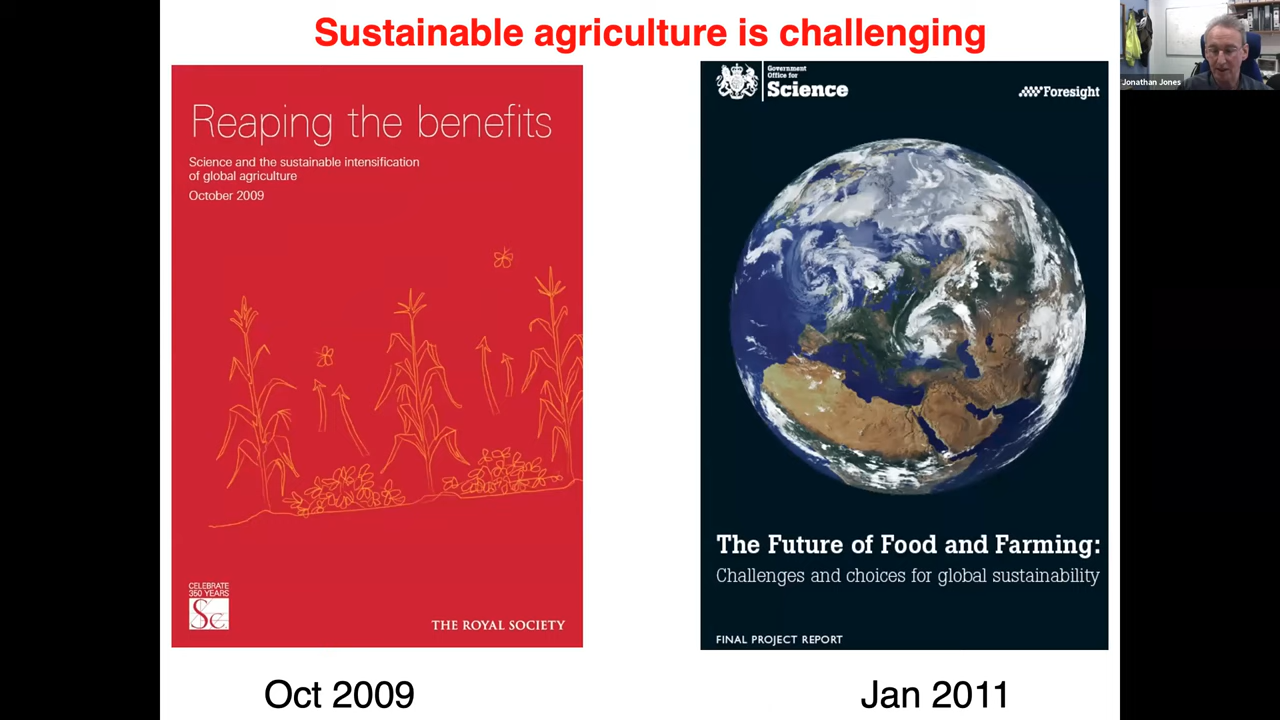 Sustainable agriculture is challenging
Reaping the benefits
Science and the sustainable intensification
of global agriculture
October 2009
CELEBRATE
350 YEARS
Sc
THE ROYAL SOCIETY
Oct 2009
Government
Office for
Science
Foresight
The Future of Food and Farming:
Challenges and choices for global sustainability
FINAL PROJECT REPORT
Jan 2011
Jonathan Jones